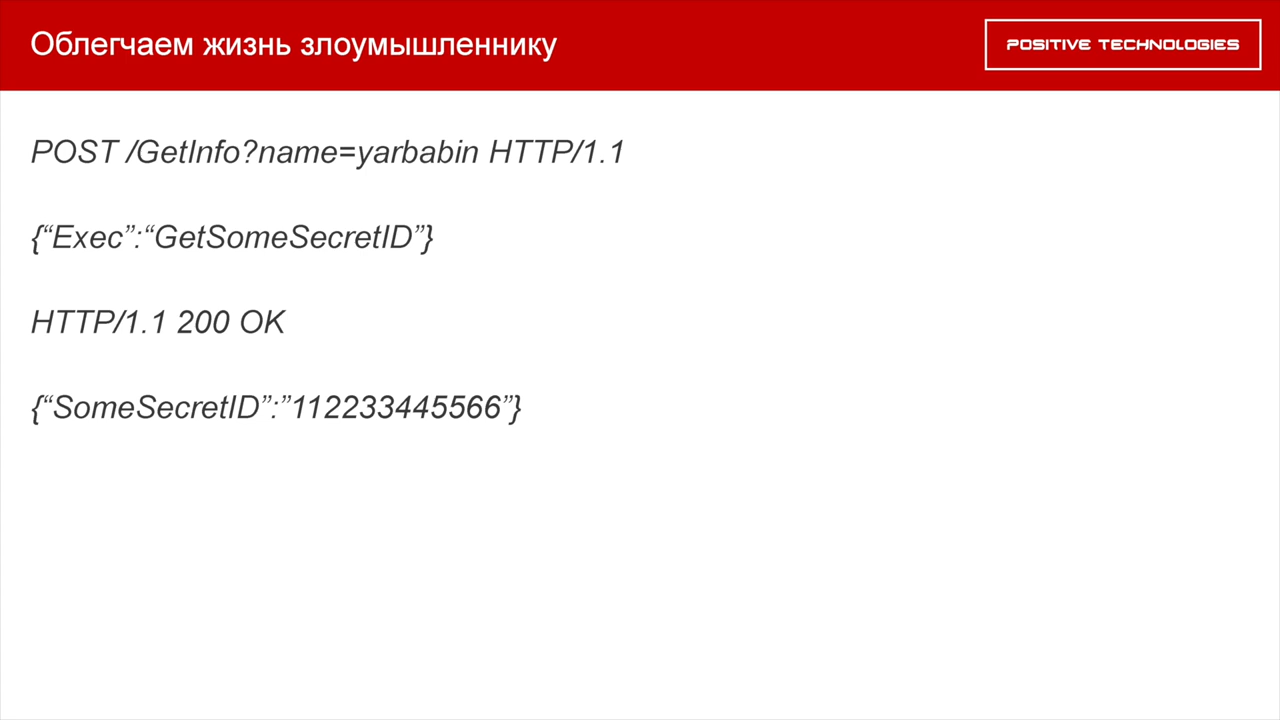 Облегчаем жизнь злоумышленнику
POSITIVE TECHNOLOGIES
POST /GetInfo?name=yarbabin HTTP/1.1
{“Exec”:“GetSomeSecretID”}
HTTP/1.1 200 OK
{“SomeSecretID”:”112233445566”}